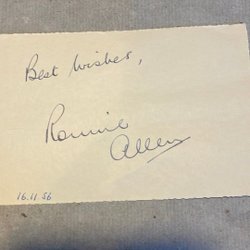 Best Wishes,
Ronnie
Allen
16.11 56